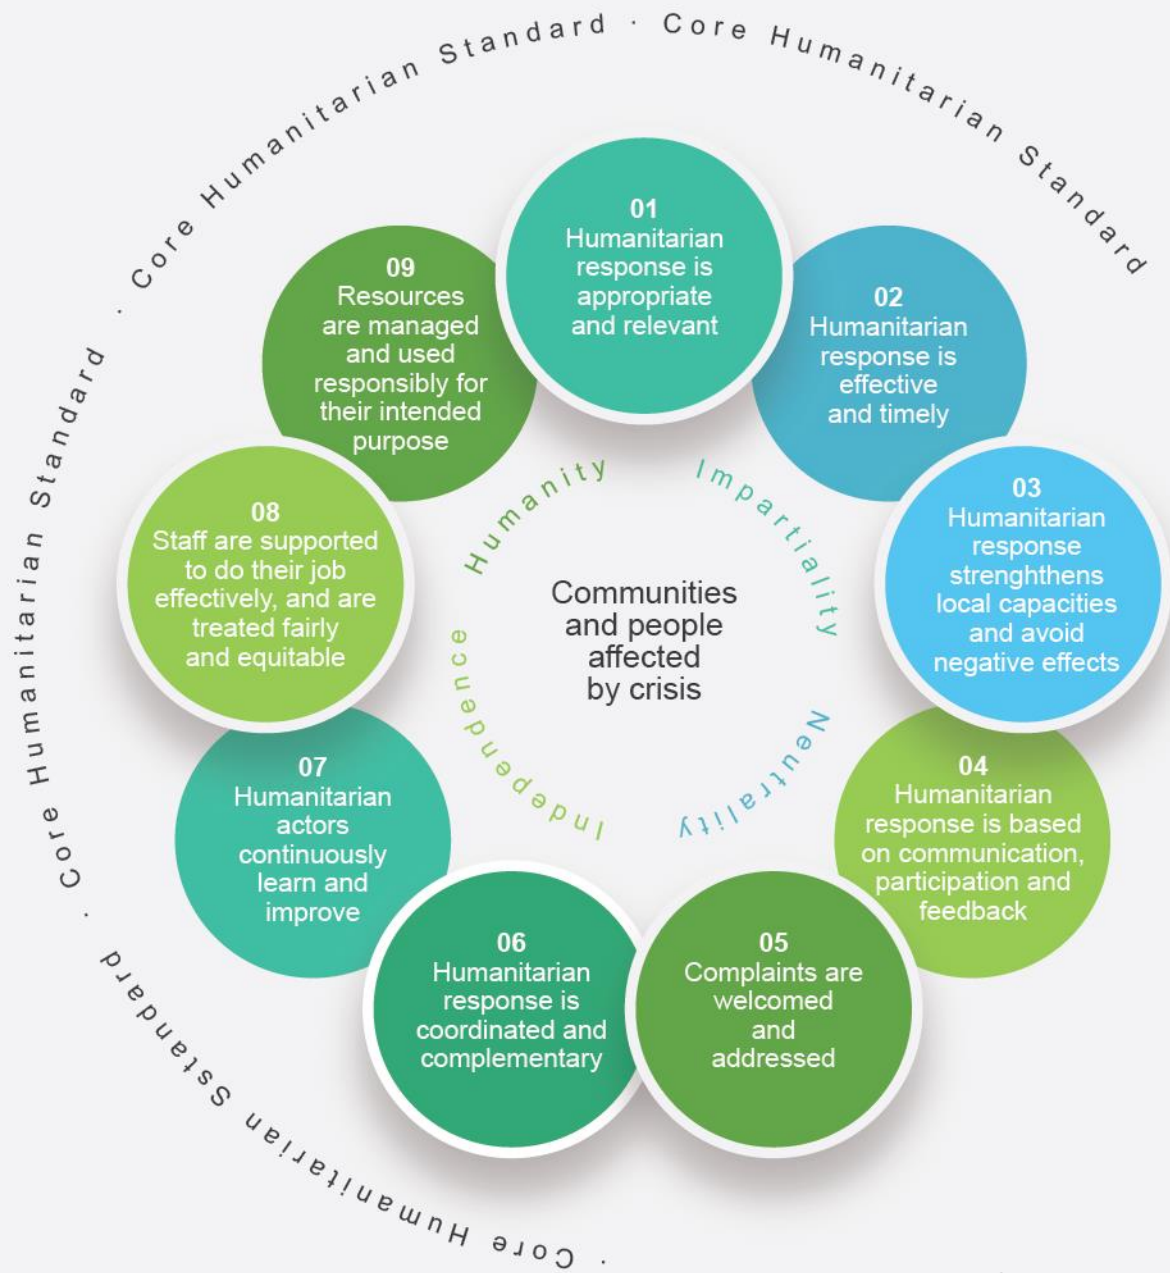 · Core Humanitarian Sstandard · Core Humanitarian Standard · Core Humanitarian Standard · Core Humanitarian Standard
01
Humanitarian
response is
appropriate
and relevant
02
Humanitarian
response is
effective
and timely
03
Humanitarian
response
strenghthens
local capacities
and avoid
negative effects
04
Humanitarian
response is based
on communication,
participation and
feedback
05
Complaints are
welcomed
and
addressed
06
Humanitarian
response is
coordinated and
complementary
07
Humanitarian
actors
continuously
learn and
improve
08
Staff are supported
to do their job
effectively, and are
treated fairly
and equitable
09
Resources
are managed
and used
responsibly for
their intended
purpose
Humanity
Impartiality
Neutrality
Independence
Communities
and people
affected
by crisis